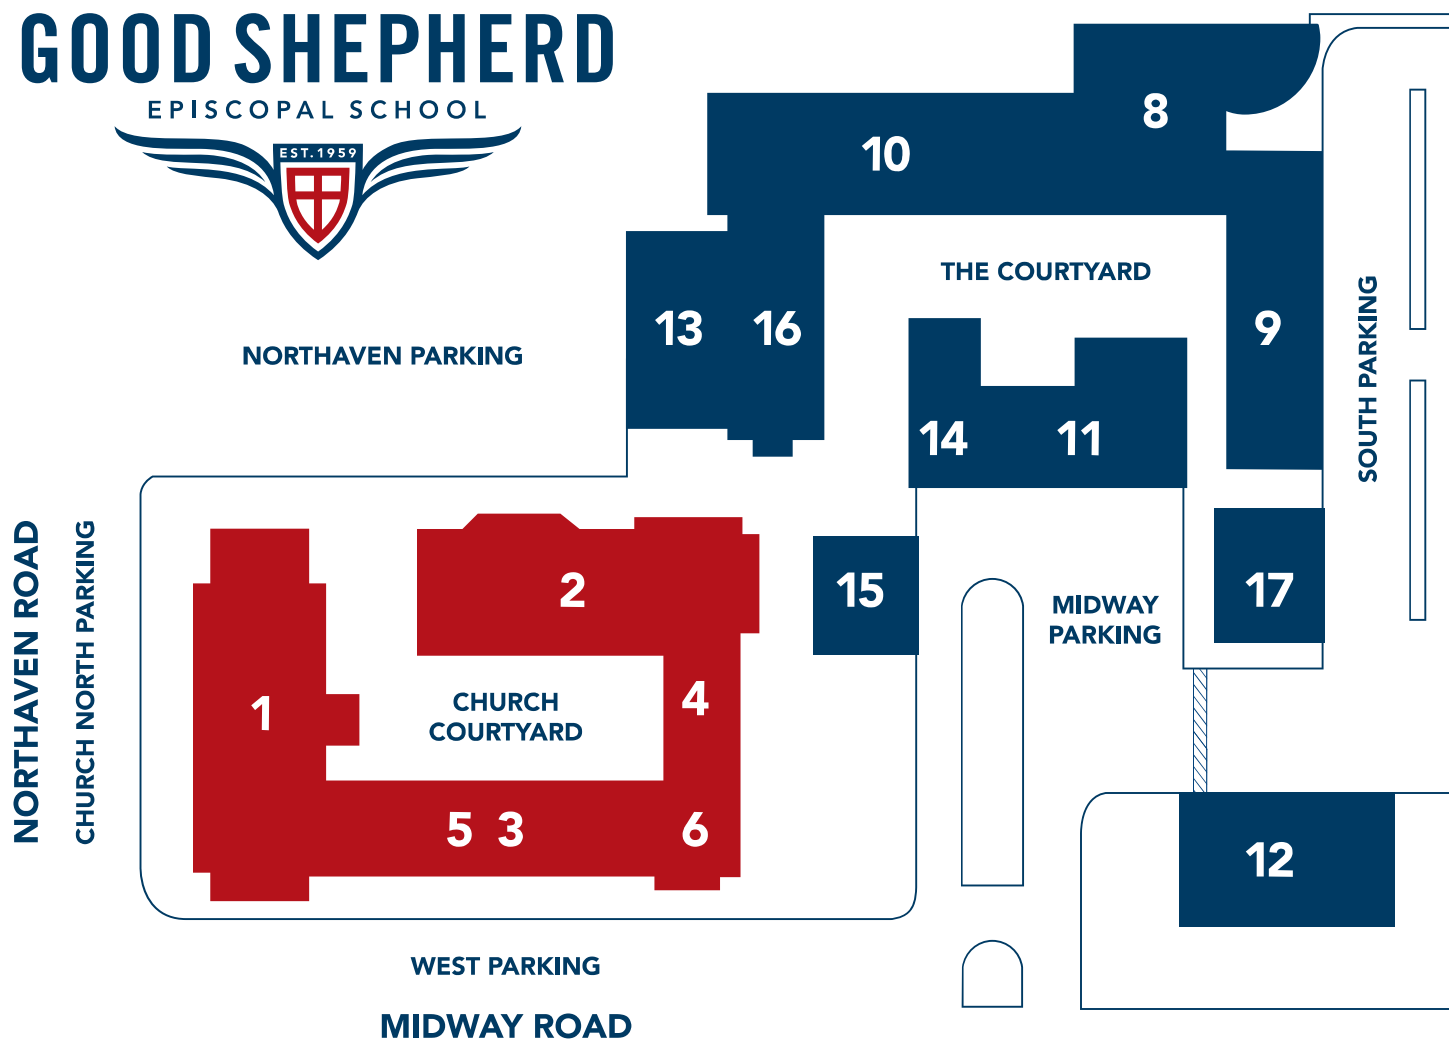 GOOD SHEPHERD
EPISCOPAL SCHOOL
EST. 1959
8
10
THE COURTYARD
13
16
9
NORTHAVEN PARKING
SOUTH PARKING
14
11
NORTHAVEN ROAD
CHURCH NORTH PARKING
2
15
MIDWAY
PARKING
17
1
CHURCH
COURTYARD
4
5
3
6
12
WEST PARKING
MIDWAY ROAD